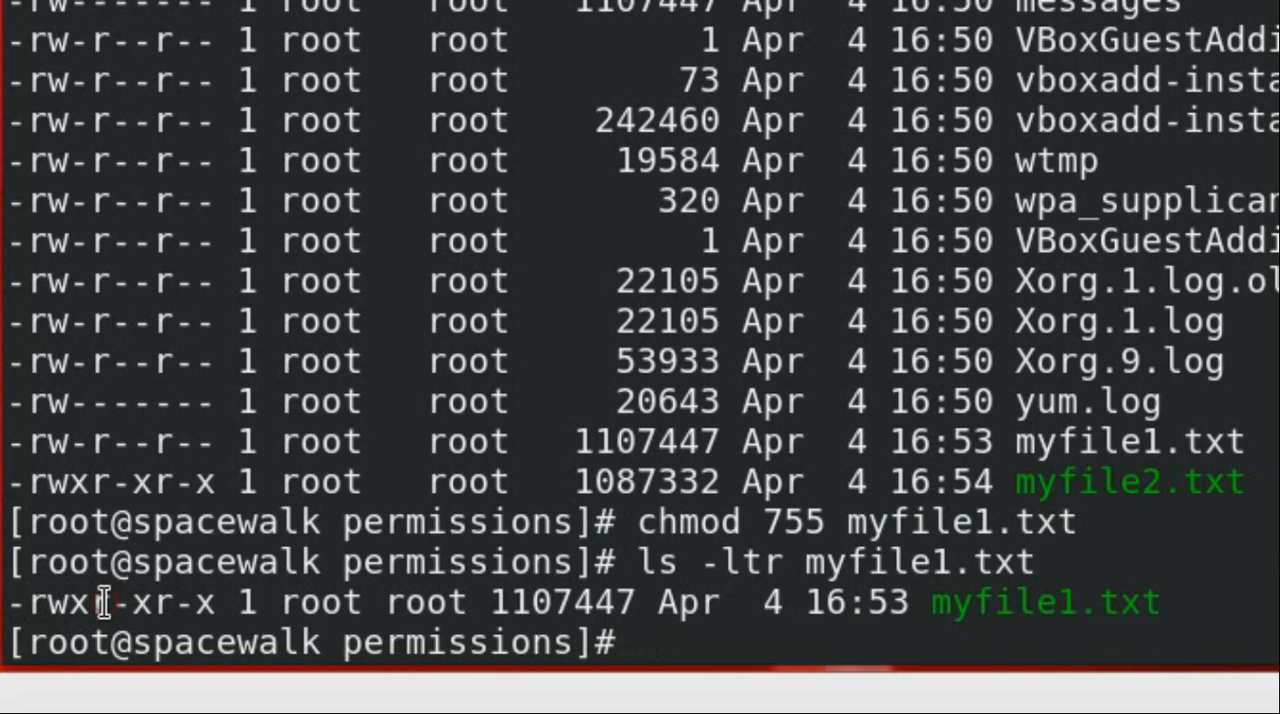 -rw-r--r-- 1 root   root   1107447 Apr  4 16:50 messages
-rw-r--r-- 1 root   root         1 Apr  4 16:50 VBoxGuestAddi
-rw-r--r-- 1 root   root        73 Apr  4 16:50 vboxadd-insta
-rw-r--r-- 1 root   root    242460 Apr  4 16:50 vboxadd-insta
-rw-r--r-- 1 root   root     19584 Apr  4 16:50 wtmp
-rw-r--r-- 1 root   root       320 Apr  4 16:50 wpa_supplican
-rw-r--r-- 1 root   root         1 Apr  4 16:50 VBoxGuestAddi
-rw-r--r-- 1 root   root     22105 Apr  4 16:50 Xorg.1.log.ol
-rw-r--r-- 1 root   root     22105 Apr  4 16:50 Xorg.1.log
-rw-r--r-- 1 root   root     53933 Apr  4 16:50 Xorg.9.log
-rw------- 1 root   root     20643 Apr  4 16:50 yum.log
-rw-r--r-- 1 root   root   1107447 Apr  4 16:53 myfile1.txt
-rwxr-xr-x 1 root   root   1087332 Apr  4 16:54 myfile2.txt
[root@spacewalk permissions]# chmod 755 myfile1.txt
[root@spacewalk permissions]# ls -ltr myfile1.txt
-rwxr-xr-x 1 root root 1107447 Apr  4 16:53 myfile1.txt
[root@spacewalk permissions]#